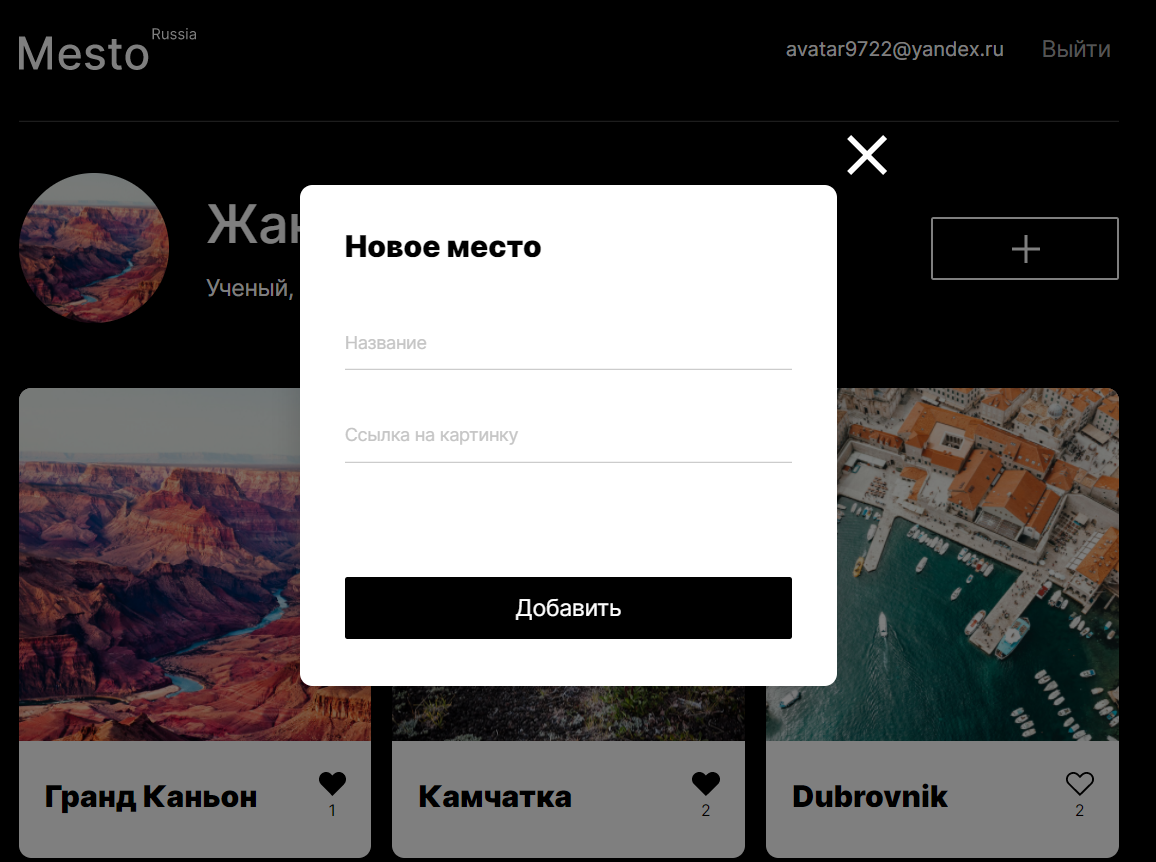 Mesto Russia
avatar9722@yandex.ru
Выйти
Ученый,
Новое место
Название
Ссылка на картинку
Добавить
Гранд Каньон
1
Камчатка
2
Dubrovnik
2